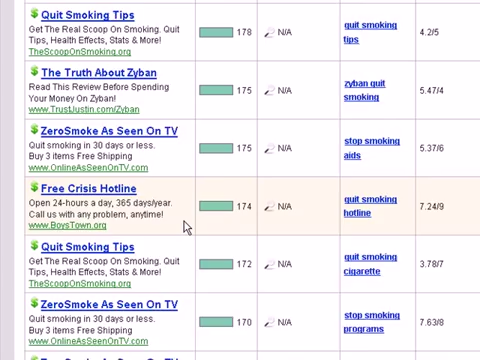 Quit Smoking Tips
Get The Real Scoop On Smoking. Quit
Tips, Health Effects, Stats & More!
TheScoopOnSmoking.org
178
N/A
quit smoking
tips
4.2/5
The Truth About Zyban
Read This Review Before Spending
Your Money On Zyban!
www.TrustJustin.com/Zyban
175
N/A
zyban quit
smoking
5.47/4
ZeroSmoke As Seen On TV
Quit smoking in 30 days or less.
Buy 3 items Free Shipping
www.OnlineAsSeenOnTV.com
175
N/A
stop smoking
aids
5.37/6
Free Crisis Hotline
Open 24-hours a day, 365 days/year.
Call us with any problem, anytime!
www.BoysTown.org
174
N/A
quit smoking
hotline
7.24/9
Quit Smoking Tips
Get The Real Scoop On Smoking. Quit
Tips, Health Effects, Stats & More!
TheScoopOnSmoking.org
172
N/A
quit smoking
cigarette
3.78/7
ZeroSmoke As Seen On TV
Quit smoking in 30 days or less.
Buy 3 items Free Shipping
www.OnlineAsSeenOnTV.com
170
N/A
stop smoking
programs
7.63/8